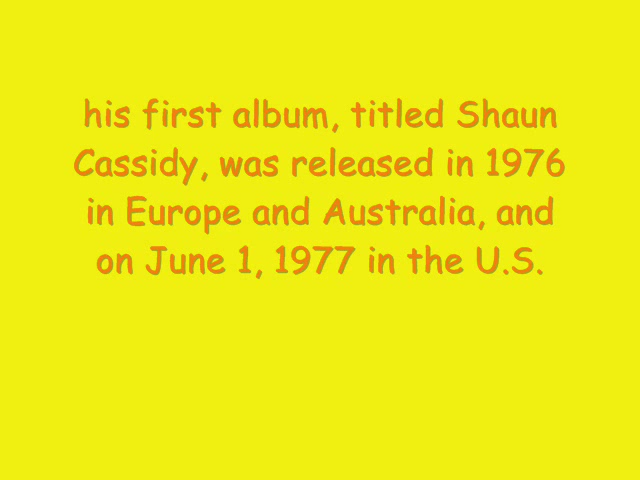 his first album, titled Shaun
Cassidy, was released in 1976
in Europe and Australia, and
on June 1, 1977 in the U.S.